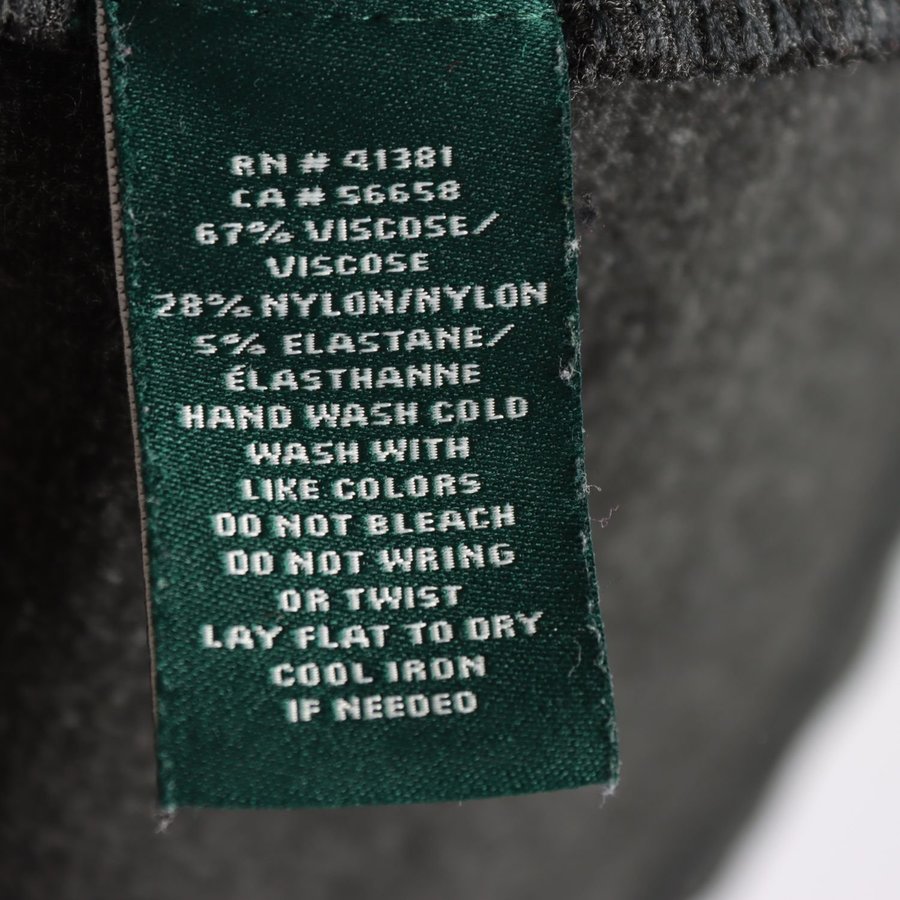 RN # 41381
CA # 56658
67% VISCOSE/
VISCOSE
28% NYLON/NYLON
5% ELASTANE/
ÉLASTHANNE
HAND WASH COLD
WASH WITH
LIKE COLORS
DO NOT BLEACH
DO NOT WRING
OR TWIST
LAY FLAT TO DRY
COOL IRON
IF NEEDED